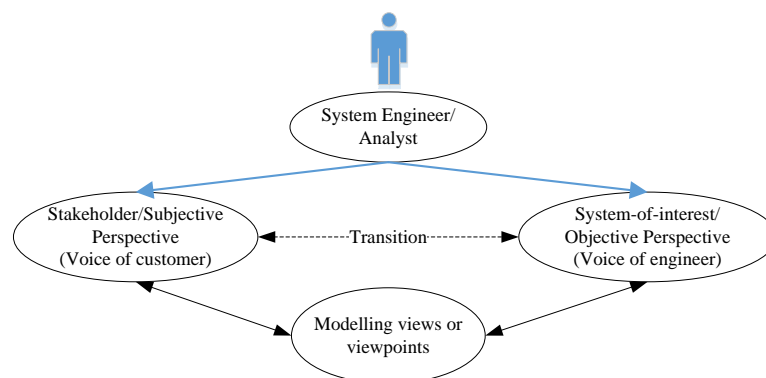 System Engineer/
Analyst
Stakeholder/Subjective
Perspective
(Voice of customer)
Transition
System-of-interest/
Objective Perspective
(Voice of engineer)
Modelling views or
viewpoints